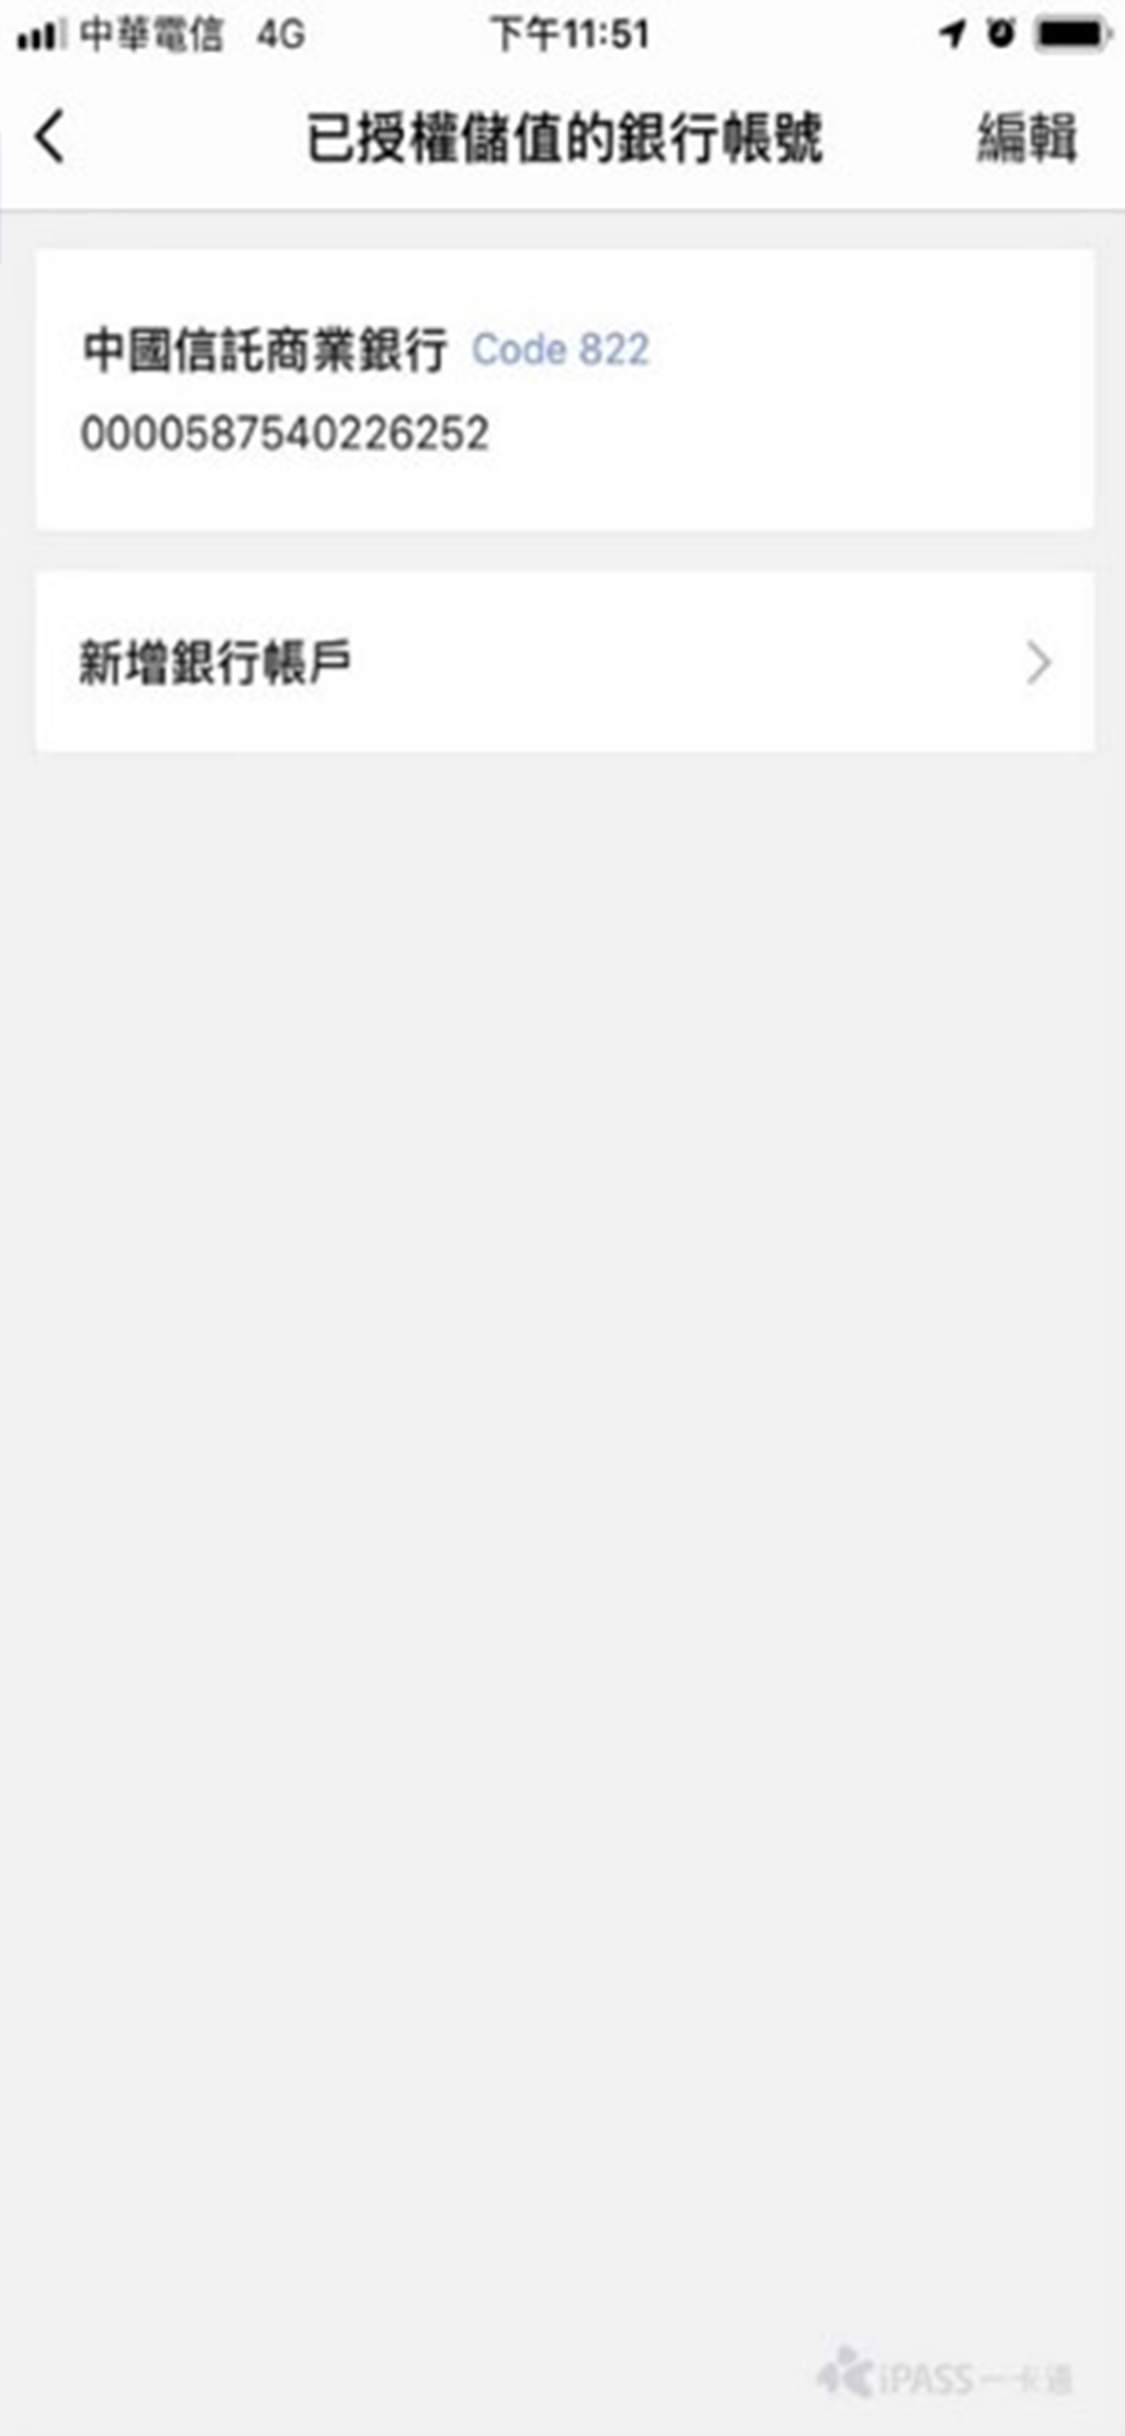 中華電信 4G 下午11:51
已授權儲值的銀行帳號 編輯
中國信託商業銀行 Code 822
0000587540226252
新增銀行帳戶
iPASS一卡通